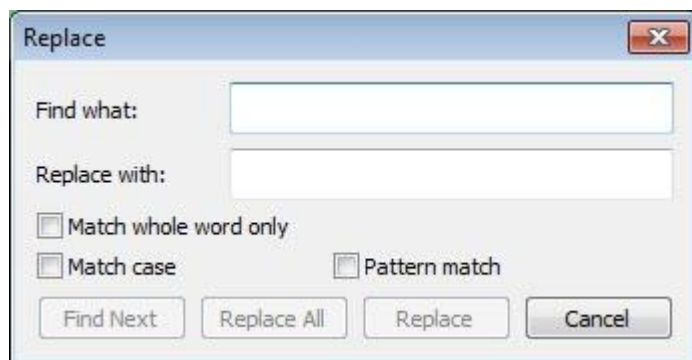 Replace
Find what:
Replace with:
Match whole word only
Match case Pattern match
Find Next Replace All Replace Cancel